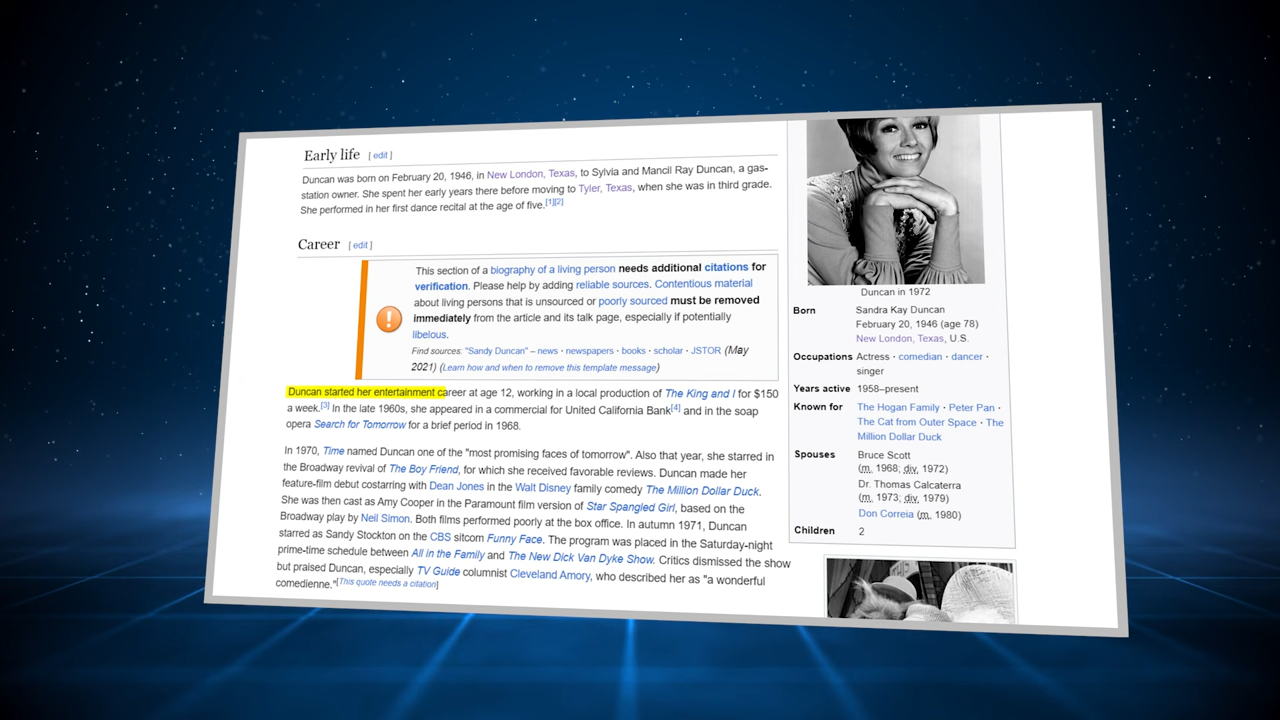 Early life [ edit ]
Duncan was born on February 20, 1946, in New London, Texas, to Sylvia and Mancil Ray Duncan, a gas-
station owner. She spent her early years there before moving to Tyler, Texas, when she was in third grade.
She performed in her first dance recital at the age of five.[1][2]
Career [ edit ]
This section of a biography of a living person needs additional citations for
verification. Please help by adding reliable sources. Contentious material
about living persons that is unsourced or poorly sourced must be removed
immediately from the article and its talk page, especially if potentially
libelous.
Find sources: "Sandy Duncan" – news · newspapers · books · scholar · JSTOR (May
2021) (Learn how and when to remove this template message)
Duncan started her entertainment career at age 12, working in a local production of The King and I for $150
a week.[3] In the late 1960s, she appeared in a commercial for United California Bank[4] and in the soap
opera Search for Tomorrow for a brief period in 1968.
In 1970, Time named Duncan one of the "most promising faces of tomorrow". Also that year, she starred in
the Broadway revival of The Boy Friend, for which she received favorable reviews. Duncan made her
feature-film debut costarring with Dean Jones in the Walt Disney family comedy The Million Dollar Duck.
She was then cast as Amy Cooper in the Paramount film version of Star Spangled Girl, based on the
Broadway play by Neil Simon. Both films performed poorly at the box office. In autumn 1971, Duncan
starred as Sandy Stockton on the CBS sitcom Funny Face. The program was placed in the Saturday-night
prime-time schedule between All in the Family and The New Dick Van Dyke Show. Critics dismissed the show
but praised Duncan, especially TV Guide columnist Cleveland Amory, who described her as "a wonderful
comedienne."[This quote needs a citation]
Duncan in 1972
Born Sandra Kay Duncan
February 20, 1946 (age 78)
New London, Texas, U.S.
Occupations Actress · comedian · dancer ·
singer
Years active 1958–present
Known for The Hogan Family · Peter Pan ·
The Cat from Outer Space · The
Million Dollar Duck
Spouses Bruce Scott
(m. 1968; div. 1972)
Dr. Thomas Calcaterra
(m. 1973; div. 1979)
Don Correia (m. 1980)
Children 2